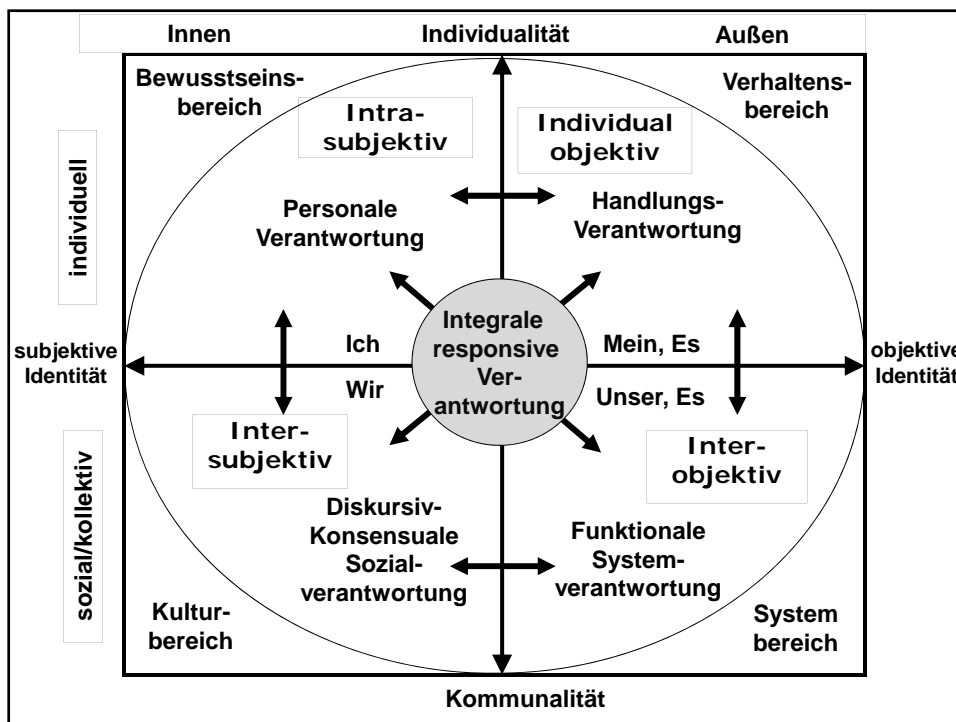 Innen Individualität Außen
Bewusstseins-
bereich
Verhaltens-
bereich
Intra-
subjektiv
Individual
objektiv
individuell
Personale
Verantwortung
Handlungs-
Verantwortung
subjektive
Identität
Ich
Wir
Integrale
responsive
Ver-
antwortung
Mein, Es
Unser, Es
objektive
Identität
Inter-
subjektiv
Inter-
objektiv
sozial/kollektiv
Diskursiv-
Konsensuale
Sozial-
verantwortung
Funktionale
System-
verantwortung
Kultur-
bereich
System
bereich
Kommunalität